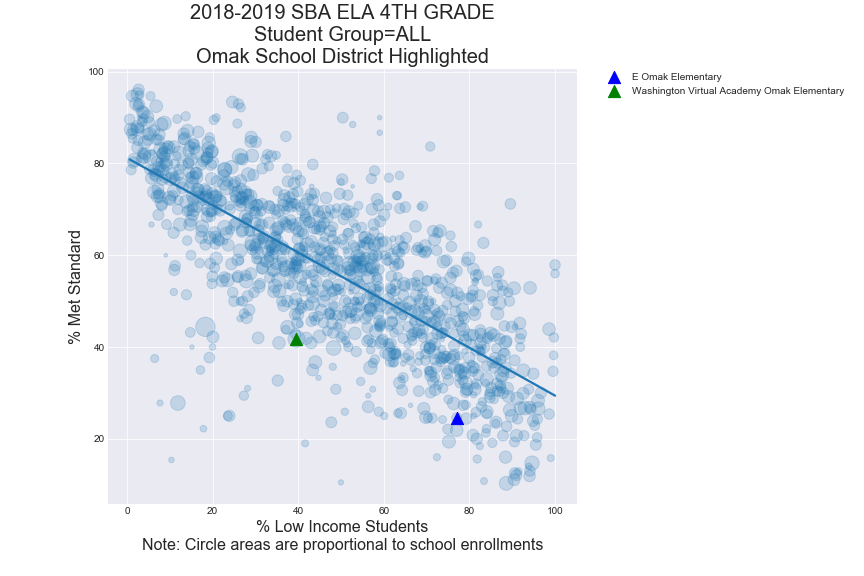 2018-2019 SBA ELA 4TH GRADE
Student Group=ALL
Omak School District Highlighted
E Omak Elementary
Washington Virtual Academy Omak Elementary
100
80
60
40
20
% Met Standard
0 20 40 60 80 100
% Low Income Students
Note: Circle areas are proportional to school enrollments